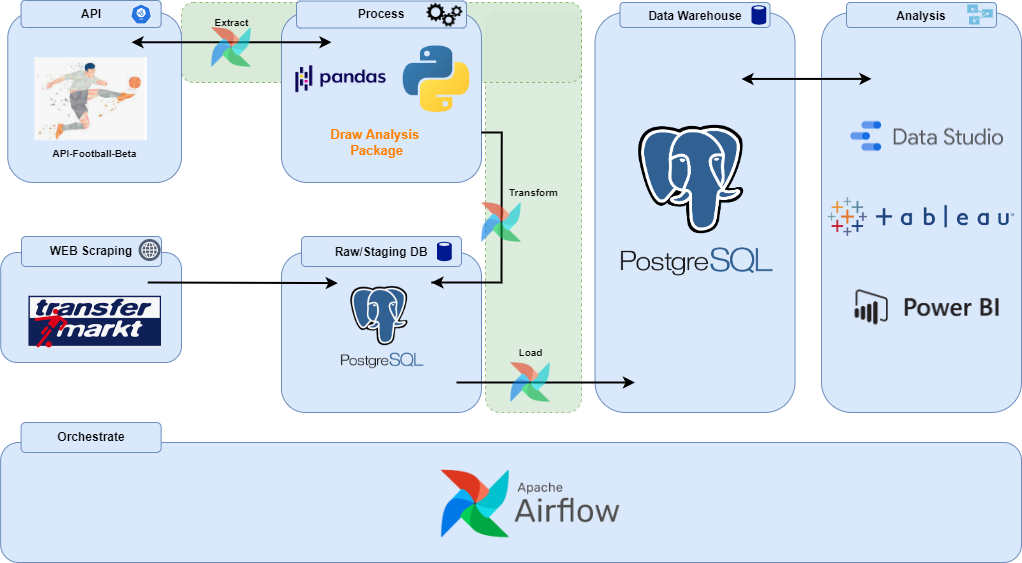 API
Process
Data Warehouse
Analysis
Extract
pandas
API-Football-Beta
Draw Analysis
Package
Data Studio
Transform
+ableau
PostgreSQL
WEB Scraping
Raw/Staging DB
transfer
markt
PostgreSQL
Power BI
Load
Orchestrate
Apache
Airflow